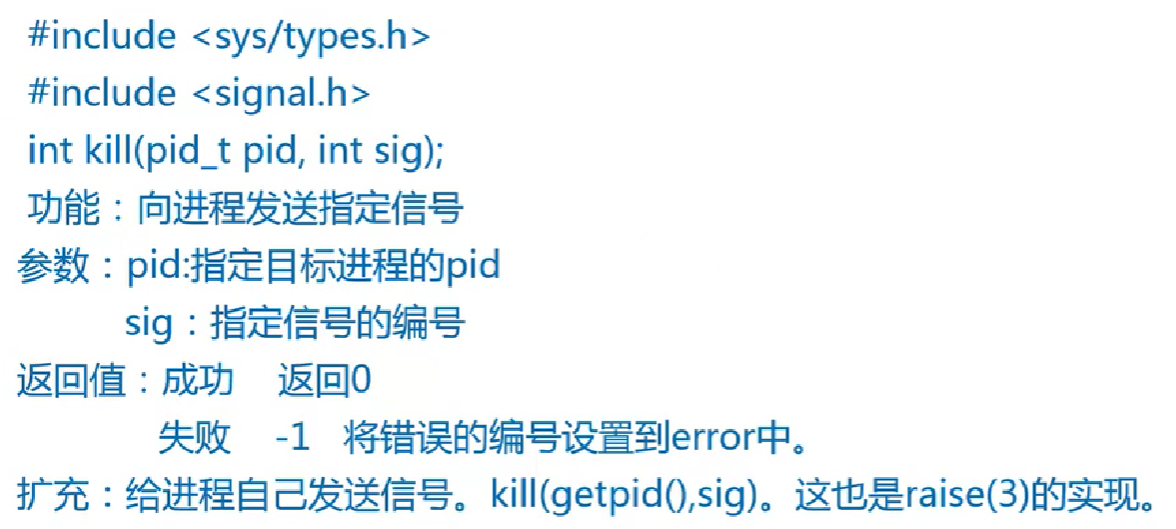 #include <sys/types.h>
#include <signal.h>
int kill(pid_t pid, int sig);
功能：向进程发送指定信号
参数：pid:指定目标进程的pid
sig：指定信号的编号
返回值：成功 返回0
失败 -1 将错误的编号设置到error中。
扩充：给进程自己发送信号。kill(getpid(),sig)。这也是raise(3)的实现。